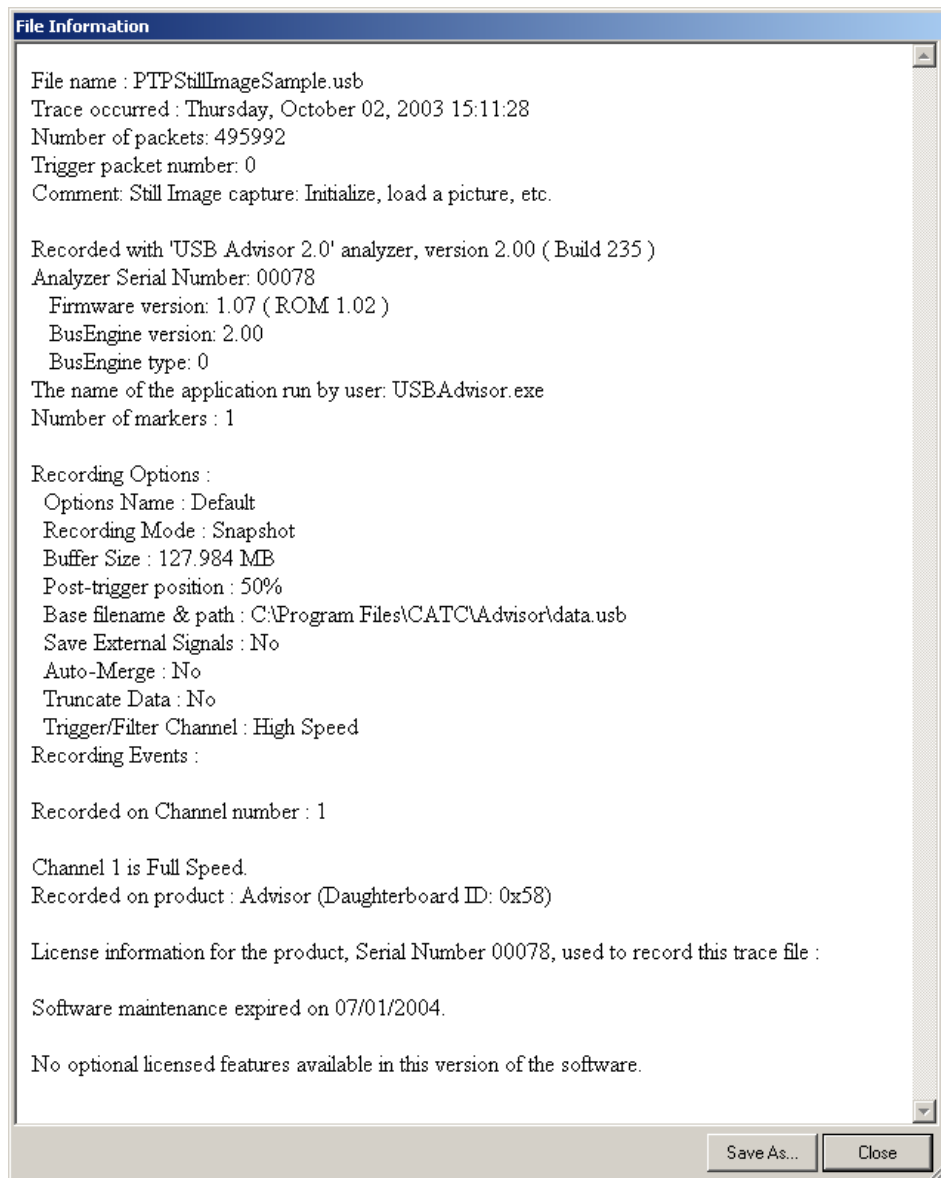 File Information
File name : PTPStillImageSample.usb
Trace occurred : Thursday, October 02, 2003 15:11:28
Number of packets: 495992
Trigger packet number: 0
Comment: Still Image capture: Initialize, load a picture, etc.
Recorded with 'USB Advisor 2.0' analyzer, version 2.00 ( Build 235 )
Analyzer Serial Number: 00078
Firmware version: 1.07 ( ROM 1.02 )
BusEngine version: 2.00
BusEngine type: 0
The name of the application run by user: USBAdvisor.exe
Number of markers : 1
Recording Options :
Options Name : Default
Recording Mode : Snapshot
Buffer Size : 127.984 MB
Post-trigger position : 50%
Base filename & path : C:\Program Files\CATC\Advisor\data.usb
Save External Signals : No
Auto-Merge : No
Truncate Data : No
Trigger/Filter Channel : High Speed
Recording Events :
Recorded on Channel number : 1
Channel 1 is Full Speed.
Recorded on product : Advisor (Daughterboard ID: 0x58)
License information for the product, Serial Number 00078, used to record this trace file :
Software maintenance expired on 07/01/2004.
No optional licensed features available in this version of the software.
Save As... Close